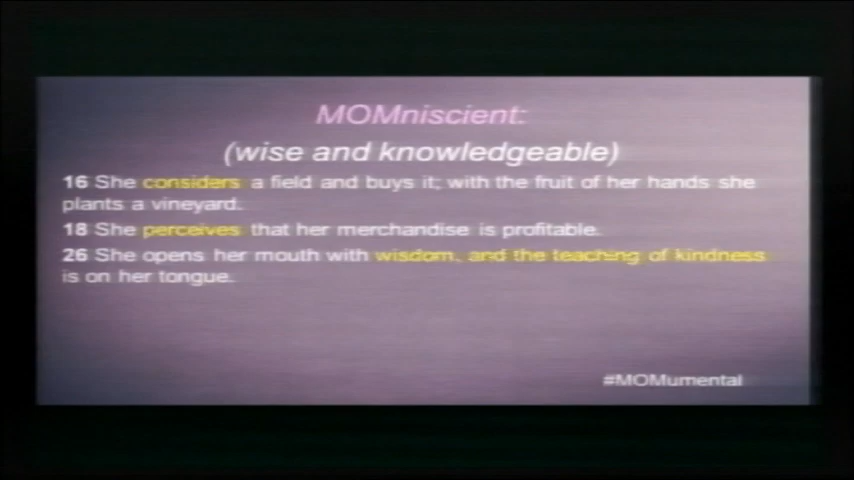 MOMniscient:
(wise and knowledgeable)
16 She considers a field and buys it; with the fruit of her hands she
plants a vineyard.
18 She perceives that her merchandise is profitable.
26 She opens her mouth with wisdom, and the teaching of kindness
is on her tongue.
#MOMumental